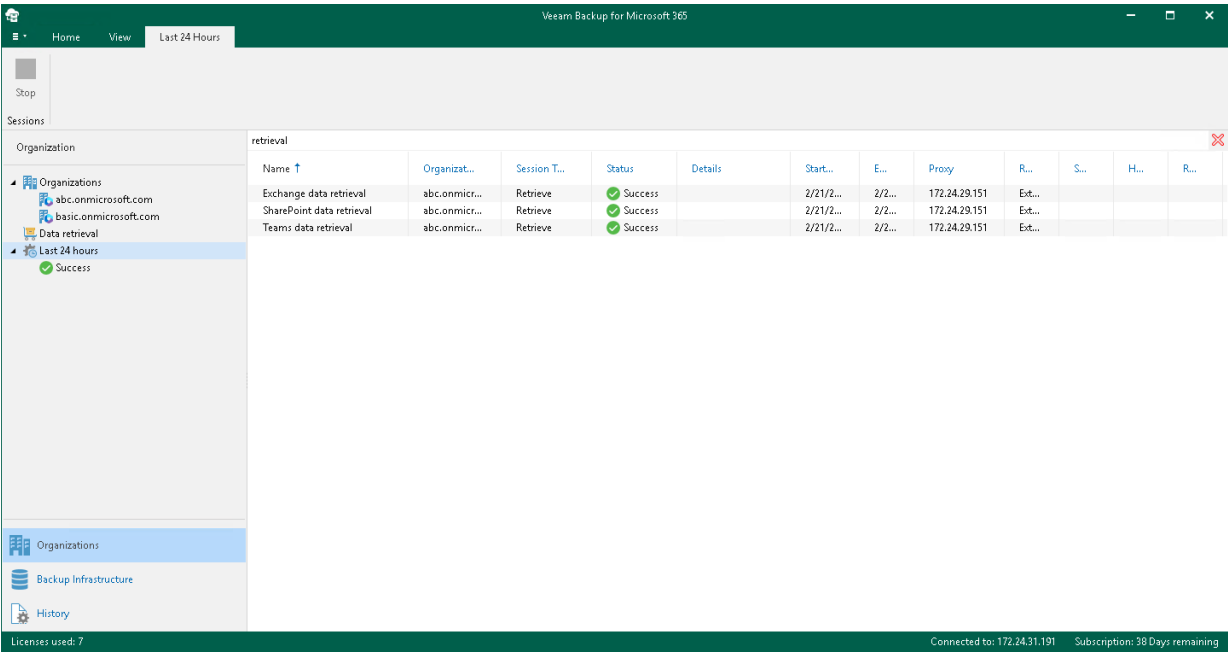 Veeam Backup for Microsoft 365
Home View Last 24 Hours
Stop
Sessions
Organization
Organizations
abc.onmicrosoft.com
basic.onmicrosoft.com
Data retrieval
Last 24 hours
Success
Organizations
Backup Infrastructure
History
retrieval
Name Organizat... Session T... Status Details Start... E... Proxy R... S... H... R...
Exchange data retrieval abc.onmicr... Retrieve Success 2/21/2... 2/2... 172.24.29.151 Ext...
SharePoint data retrieval abc.onmicr... Retrieve Success 2/21/2... 2/2... 172.24.29.151 Ext...
Teams data retrieval abc.onmicr... Retrieve Success 2/21/2... 2/2... 172.24.29.151 Ext...
Licenses used: 7 Connected to: 172.24.31.191 Subscription: 38 Days remaining